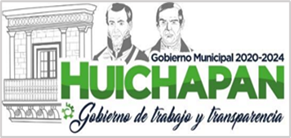 Gobierno Municipal 2020-2024
HUICHAPAN
Gobierno de trabajo y transparencia